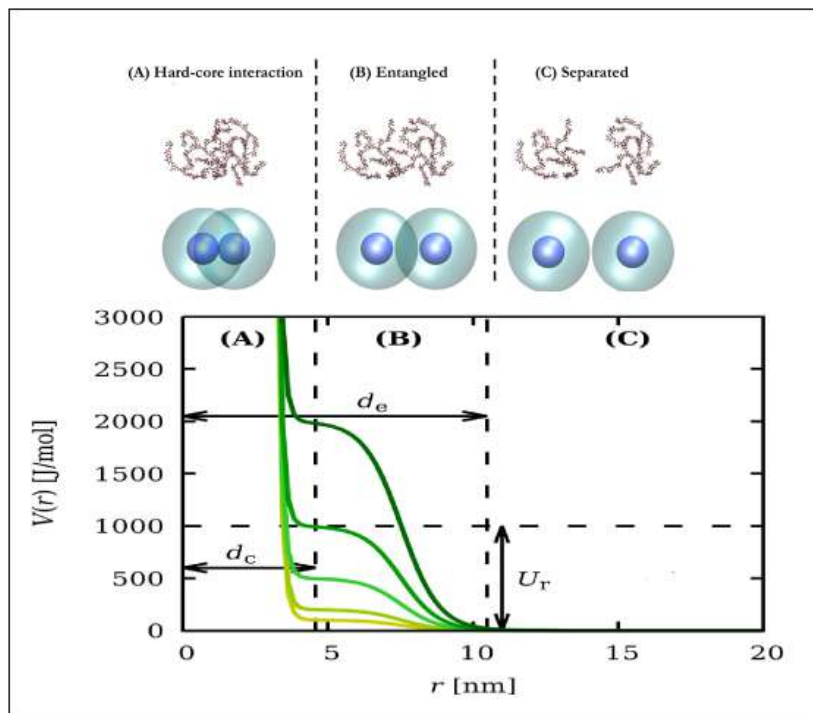 (A) Hard-core interaction (B) Entangled (C) Separated
3000
(A) (B) (C)
2500
2000
d_e
1500
1000
d_c
500
U_r
0
V(r) [J/mol]
0 5 10 15 20
r [nm]